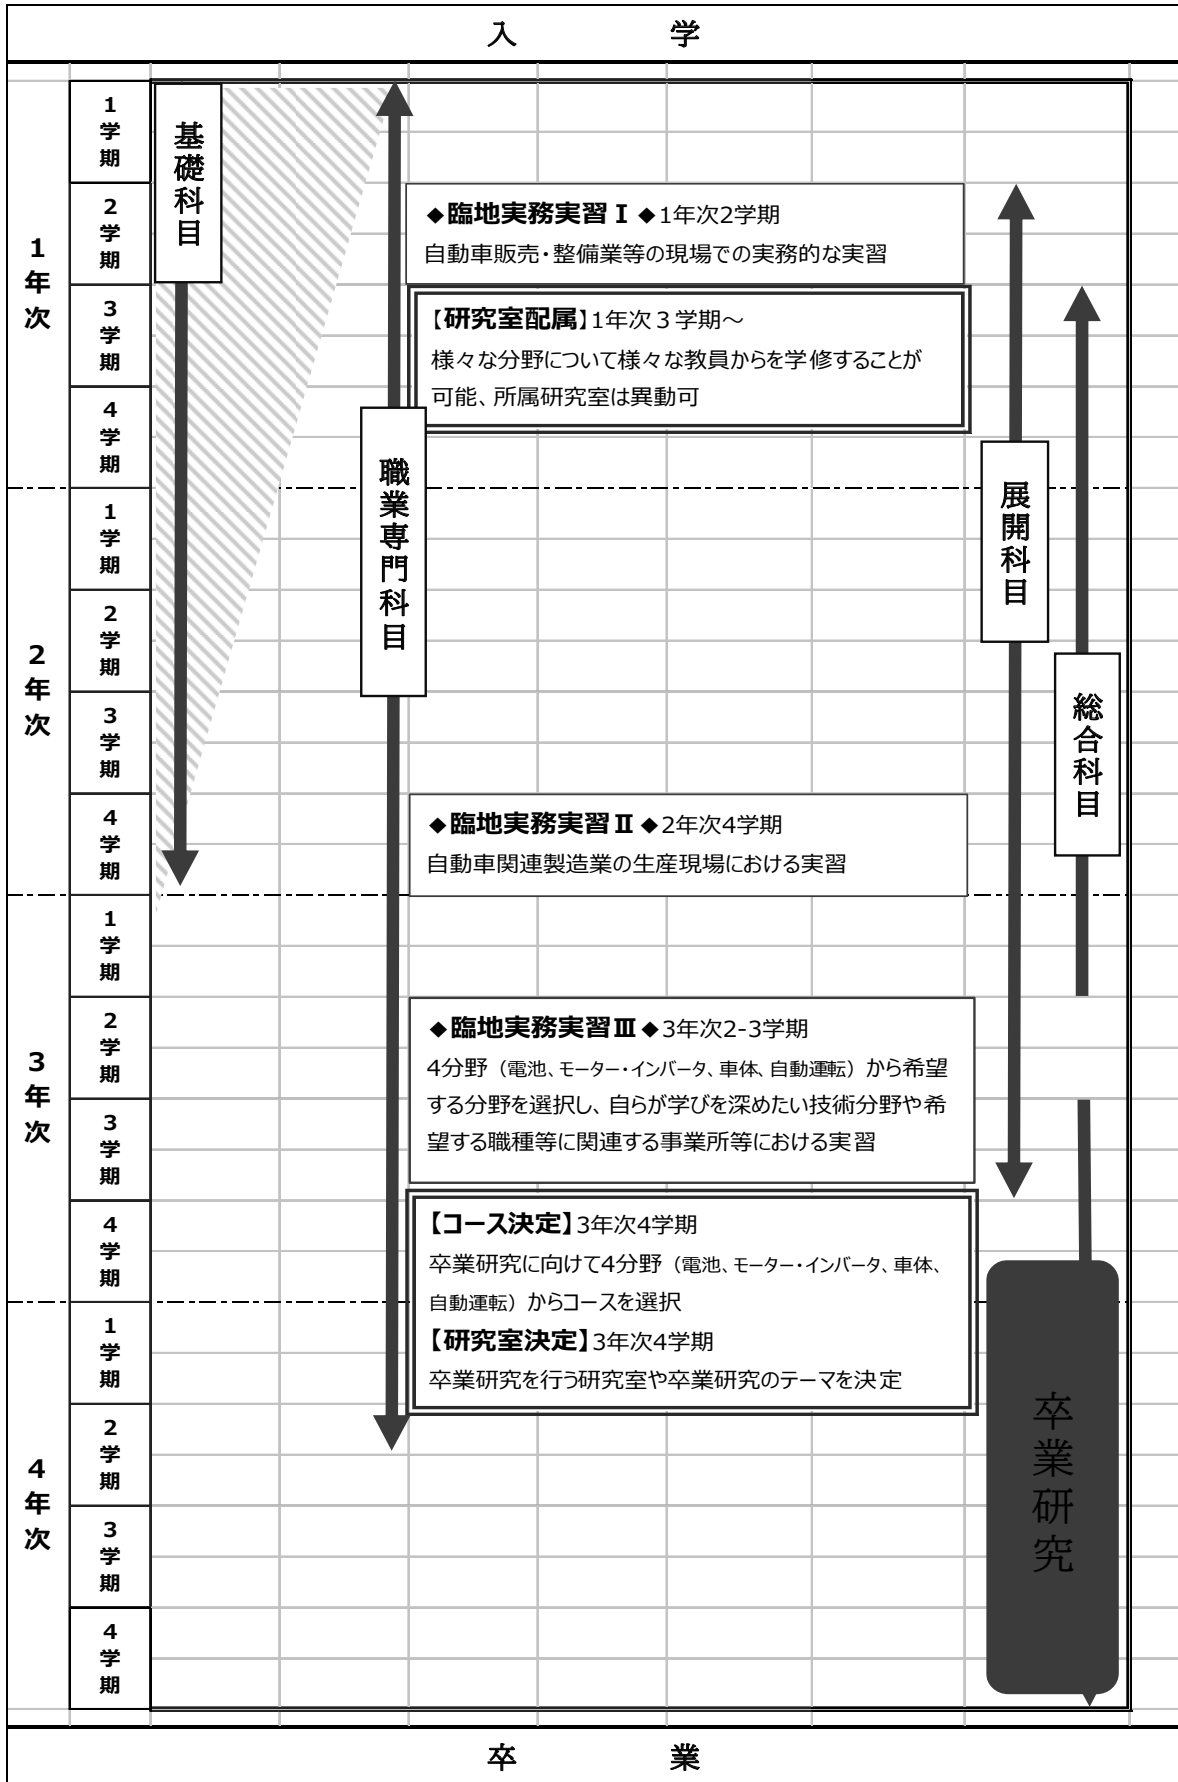 入　学
1年次
1学期
2学期
3学期
4学期
2年次
1学期
2学期
3学期
4学期
3年次
1学期
2学期
3学期
4学期
4年次
1学期
2学期
3学期
4学期
基礎科目
職業専門科目
◆臨地実務実習Ⅰ◆1年次2学期
自動車販売・整備業等の現場での実務的な実習
【研究室配属】1年次３学期～
様々な分野について様々な教員からを学修することが
可能、所属研究室は異動可
◆臨地実務実習Ⅱ◆2年次4学期
自動車関連製造業の生産現場における実習
◆臨地実務実習Ⅲ◆3年次2-3学期
4分野（電池、モーター・インバータ、車体、自動運転）から希望
する分野を選択し、自らが学びを深めたい技術分野や希
望する職種等に関連する事業所等における実習
【コース決定】3年次4学期
卒業研究に向けて4分野（電池、モーター・インバータ、車体、
自動運転）からコースを選択
【研究室決定】3年次4学期
卒業研究を行う研究室や卒業研究のテーマを決定
展開科目
総合科目
卒業研究
卒　業